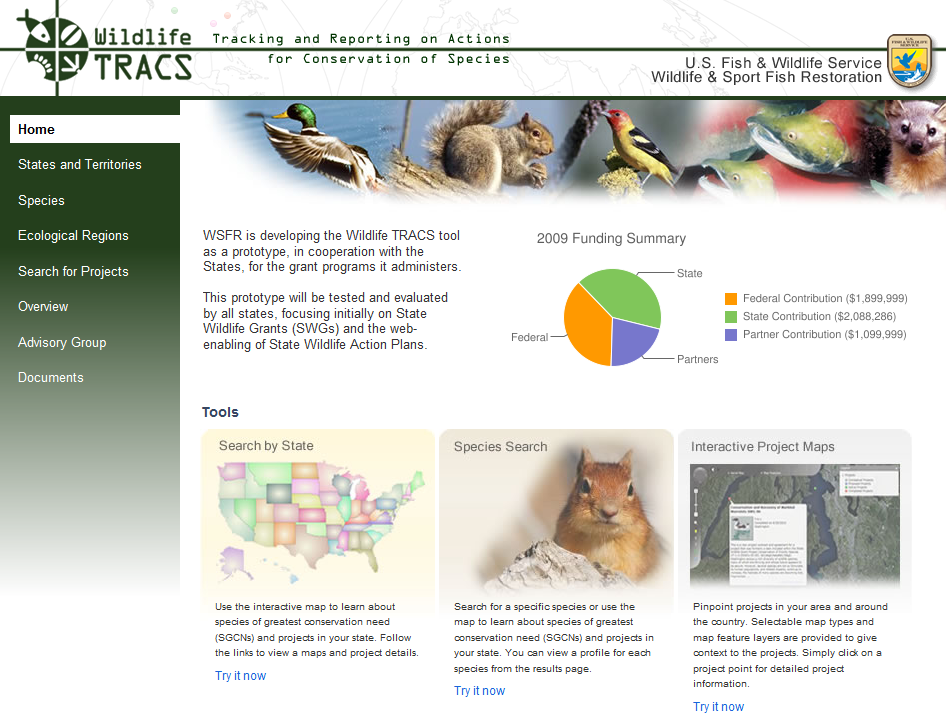 Wildlife
TRACS
Tracking and Reporting on Actions
for Conservation of Species
U.S. Fish & Wildlife Service
Wildlife & Sport Fish Restoration
U.S.
FISH & WILDLIFE
SERVICE
Home
States and Territories
Species
Ecological Regions
Search for Projects
Overview
Advisory Group
Documents
WSFR is developing the Wildlife TRACS tool
as a prototype, in cooperation with the
States, for the grant programs it administers.
This prototype will be tested and evaluated
by all states, focusing initially on State
Wildlife Grants (SWGs) and the web-
enabling of State Wildlife Action Plans.
2009 Funding Summary
State
Federal
Partners
Federal Contribution ($1,899,999)
State Contribution ($2,088,286)
Partner Contribution ($1,099,999)
Tools
Search by State
Use the interactive map to learn about
species of greatest conservation need
(SGCNs) and projects in your state. Follow
the links to view a maps and project details.
Try it now
Species Search
Search for a specific species or use the
map to learn about species of greatest
conservation need (SGCNs) and projects in
your state. You can view a profile for each
species from the results page.
Try it now
Interactive Project Maps
Pinpoint projects in your area and around
the country. Selectable map types and
map feature layers are provided to give
context to the projects. Simply click on a
project point for detailed project
information.
Try it now